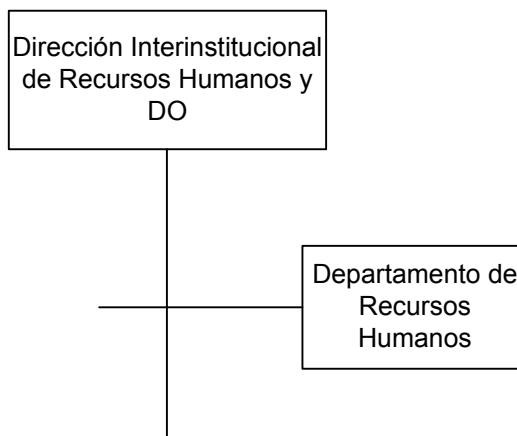 Dirección Interinstitucional
de Recursos Humanos y
DO
Departamento de
Recursos
Humanos